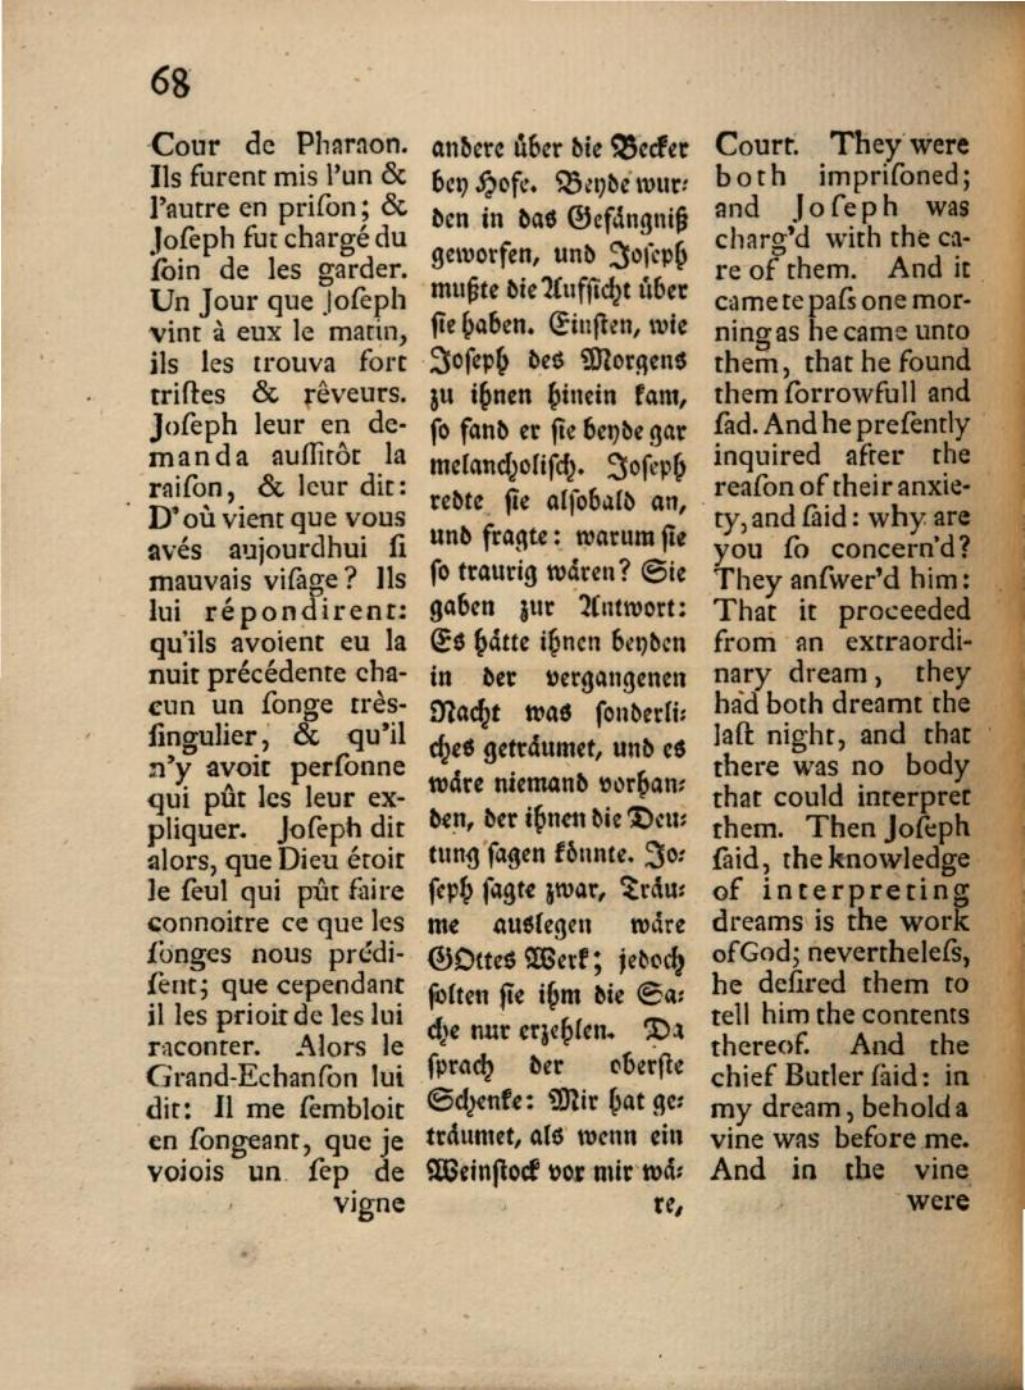 68
Cour de Pharaon.
Ils furent mis l'un &
l'autre en priſon; &
Joſeph fut chargé du
ſoin de les garder.
Un Jour que Joſeph
vint à eux le matin,
ils les trouva fort
triſtes & rêveurs.
Joſeph leur en de-
manda auſſitôt la
raiſon, & leur dit:
D'où vient que vous
avés aujourdhui ſi
mauvais viſage? Ils
lui répondirent:
qu'ils avoient eu la
nuit précédente cha-
cun un ſonge très-
ſingulier, & qu'il
n'y avoit perſonne
qui pût les leur ex-
pliquer. Joſeph dit
alors, que Dieu étoit
le ſeul qui pût faire
connoitre ce que les
ſonges nous prédi-
ſent; que cependant
il les prioit de les lui
raconter. Alors le
Grand-Echanſon lui
dit: Il me ſembloit
en ſongeant, que je
voiois un ſep de
vigne
andere über die Becker
bey Hofe. Beyde wur-
den in das Gefängniß
geworfen, und Joſeph
mußte die Aufſicht über
ſie haben. Einſten, wie
Joſeph des Morgens
zu ihnen hinein kam,
ſo fand er ſie beyde gar
melancholiſch. Joſeph
redte ſie alſobald an,
und fragte: warum ſie
ſo traurig wären? Sie
gaben zur Antwort:
Es hätte ihnen beyden
in der vergangenen
Nacht was ſonderli-
ches geträumet, und es
wäre niemand vorhan-
den, der ihnen die Deu-
tung ſagen könnte. Jo-
ſeph ſagte zwar, Träu-
me auslegen wäre
GOttes Werk; jedoch
ſolten ſie ihm die Sa-
che nur erzehlen. Da
ſprach der oberſte
Schenke: Mir hat ge-
träumet, als wenn ein
Weinſtock vor mir wä-
re,
Court. They were
both impriſoned;
and Joſeph was
charg'd with the ca-
re of them. And it
came te paſs one mor-
ning as he came unto
them, that he found
them ſorrowfull and
ſad. And he preſently
inquired after the
reaſon of their anxie-
ty, and ſaid: why are
you ſo concern'd?
They anſwer'd him:
That it proceeded
from an extraordi-
nary dream, they
had both dreamt the
laſt night, and that
there was no body
that could interpret
them. Then Joſeph
ſaid, the knowledge
of interpreting
dreams is the work
of God; nevertheleſs,
he deſired them to
tell him the contents
thereof. And the
chief Butler ſaid: in
my dream, behold a
vine was before me.
And in the vine
were